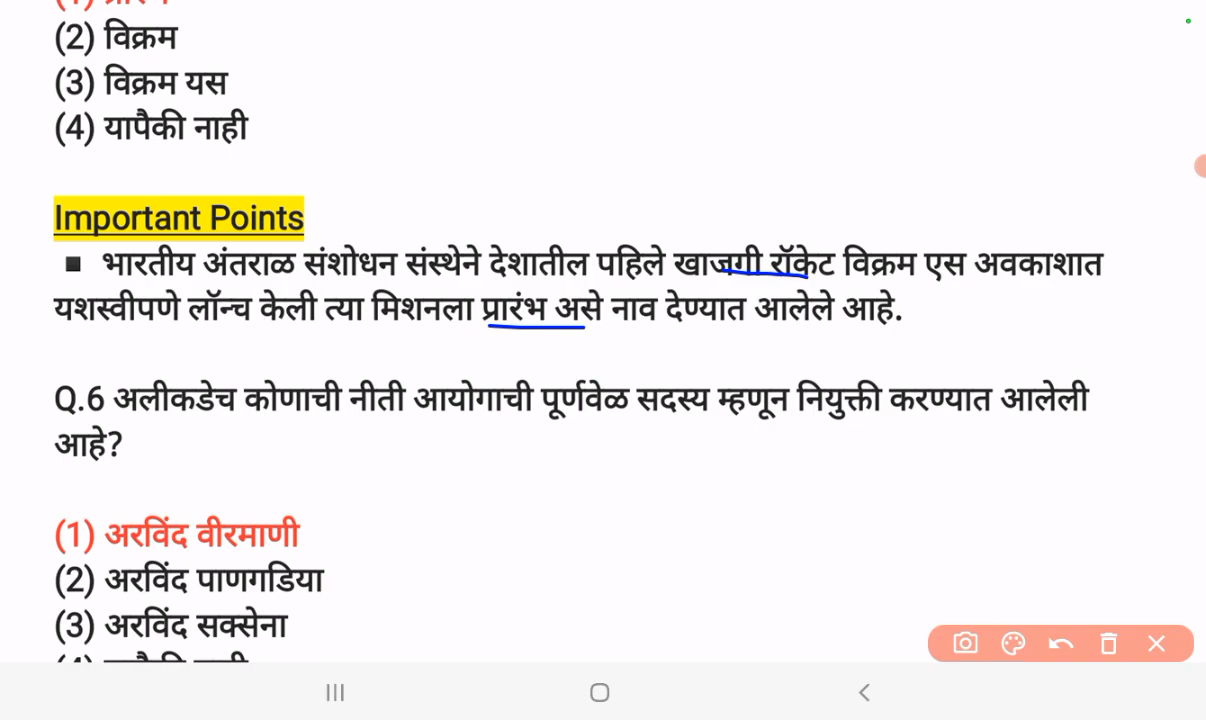 (2) विक्रम
(3) विक्रम यस
(4) यापैकी नाही
Important Points
▪ भारतीय अंतराळ संशोधन संस्थेने देशातील पहिले खाजगी रॉकेट विक्रम एस अवकाशात
यशस्वीपणे लॉन्च केली त्या मिशनला प्रारंभ असे नाव देण्यात आलेले आहे.
Q.6 अलीकडेच कोणाची नीती आयोगाची पूर्णवेळ सदस्य म्हणून नियुक्ती करण्यात आलेली
आहे?
(1) अरविंद वीरमाणी
(2) अरविंद पाणगडिया
(3) अरविंद सक्सेना